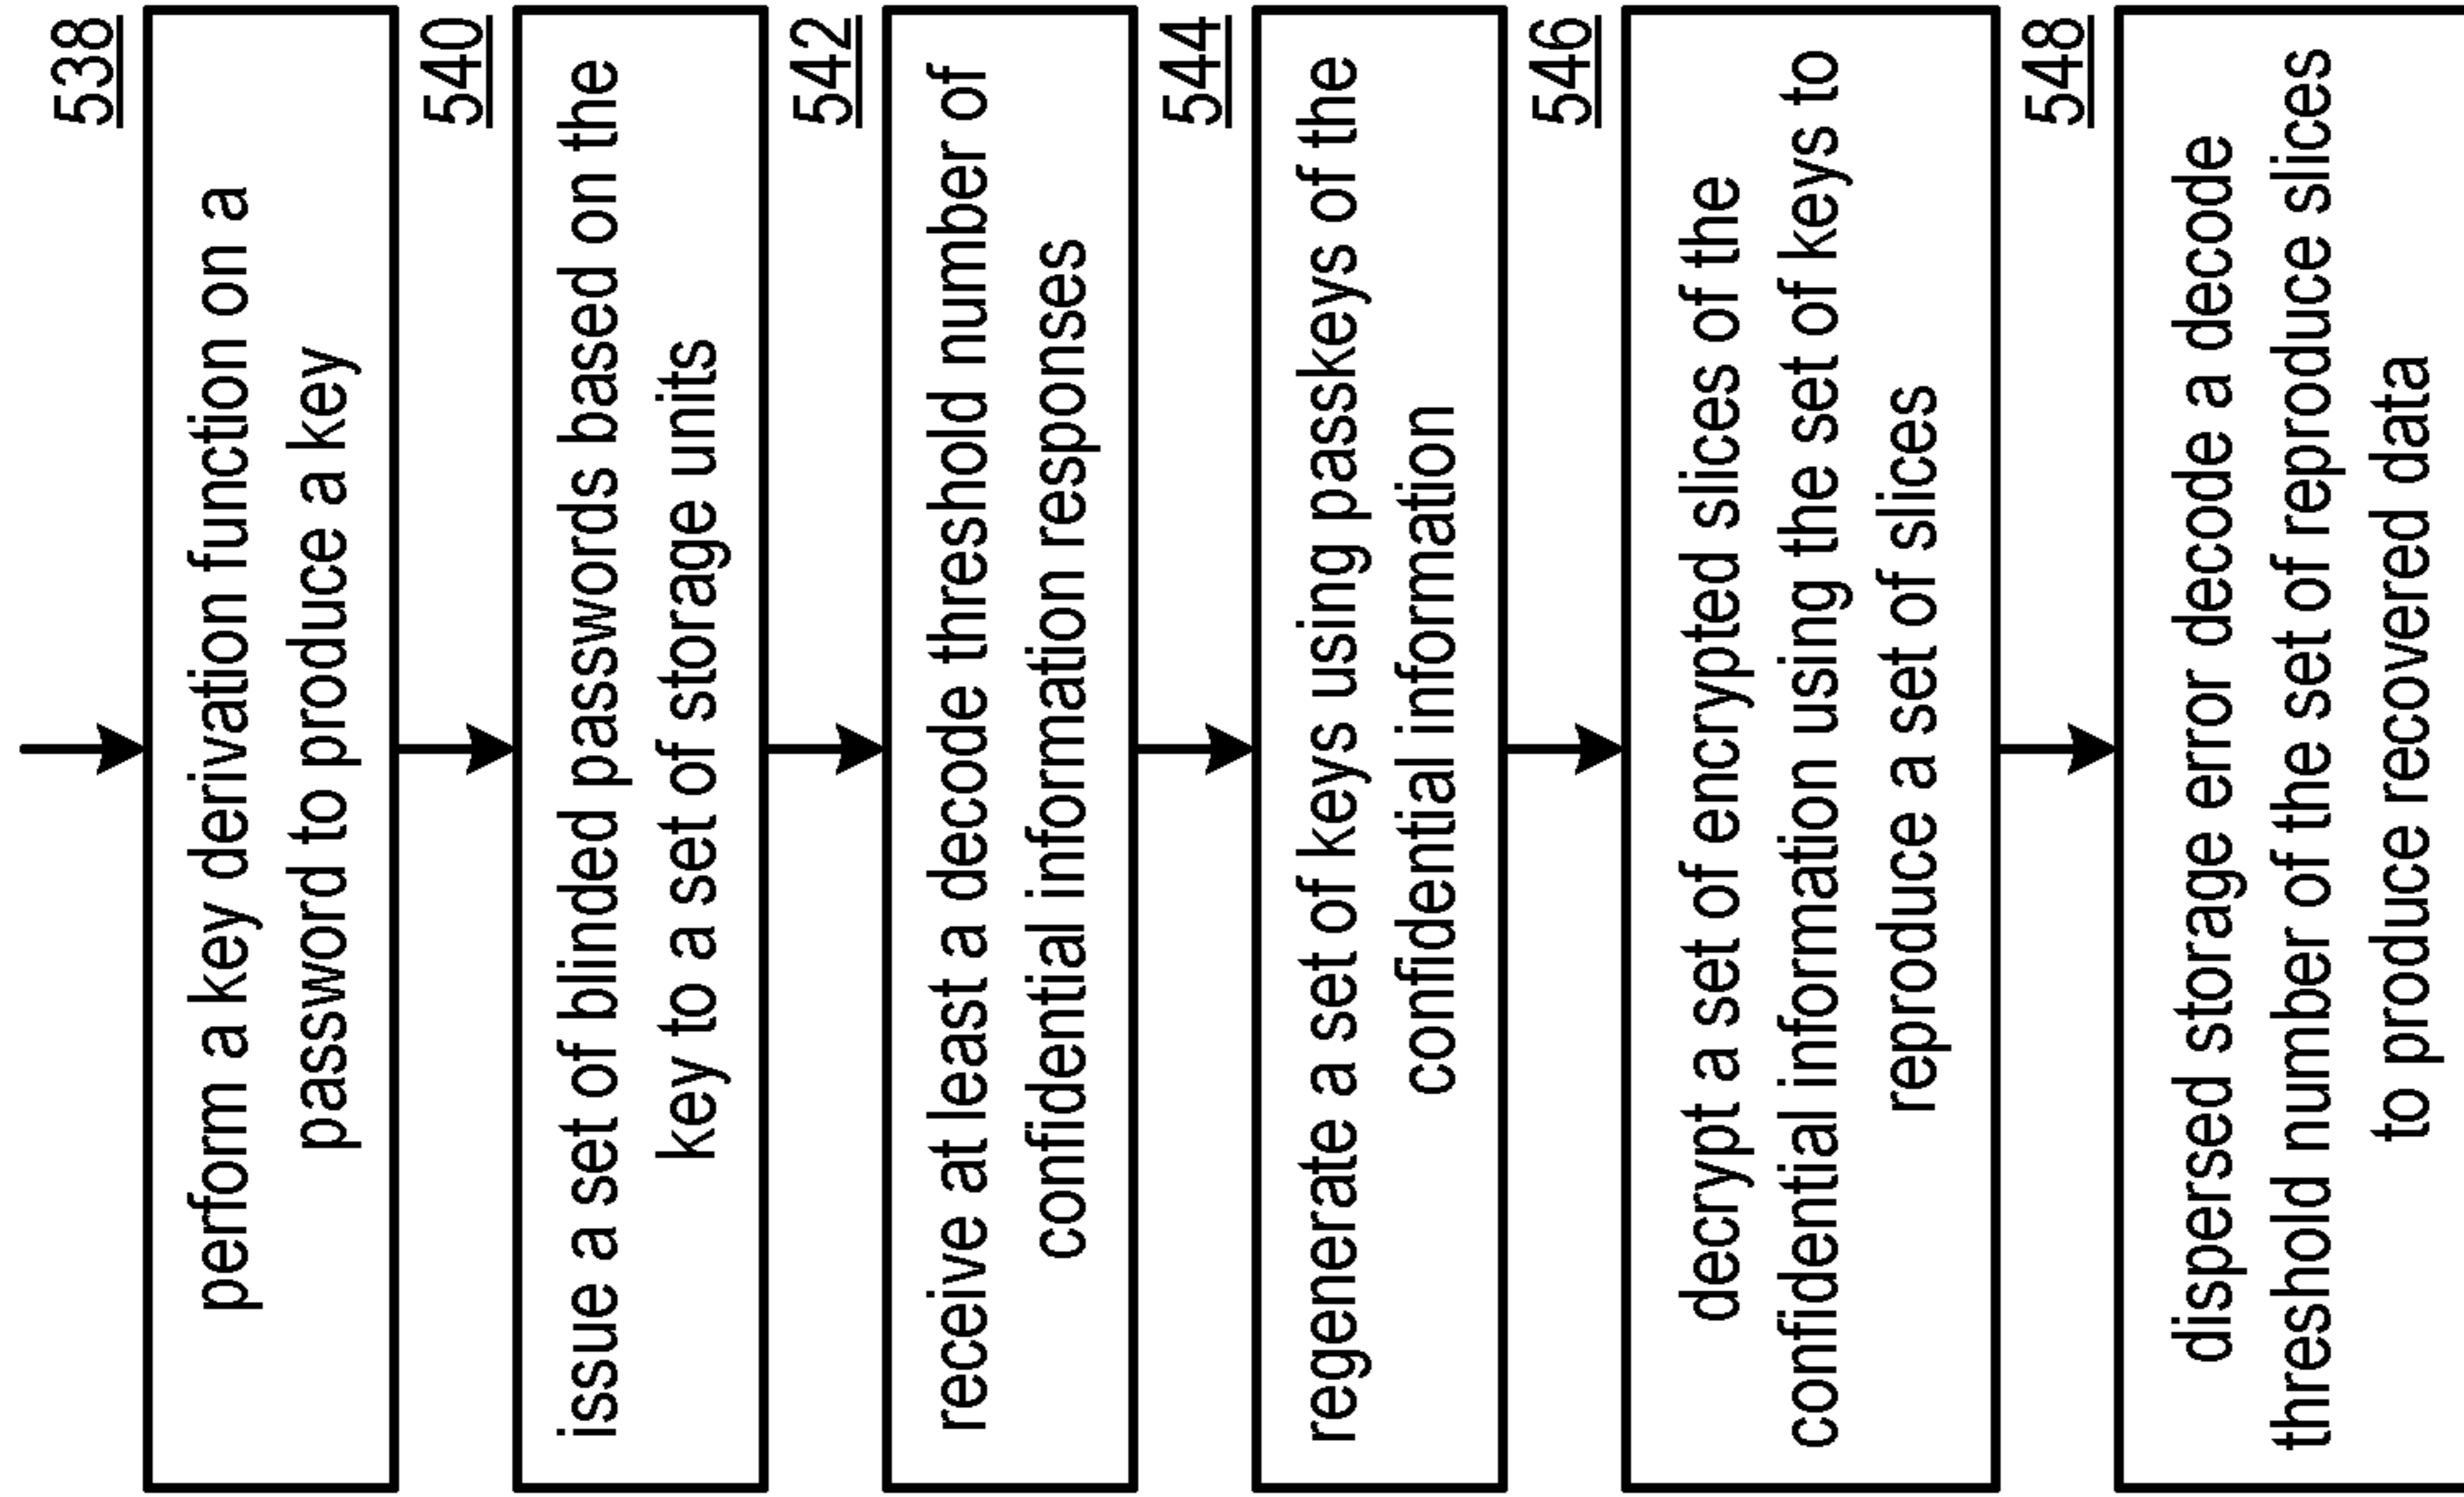 538
perform a key derivation function on a
password to produce a key
540
issue a set of blinded passwords based on the
key to a set of storage units
542
receive at least a decode threshold number of
confidential information responses
544
regenerate a set of keys using passkeys of the
confidential information
546
decrypt a set of encrypted slices of the
confidential information using the set of keys to
reproduce a set of slices
548
dispersed storage error decode a decode
threshold number of the set of reproduce slices
to produce recovered data